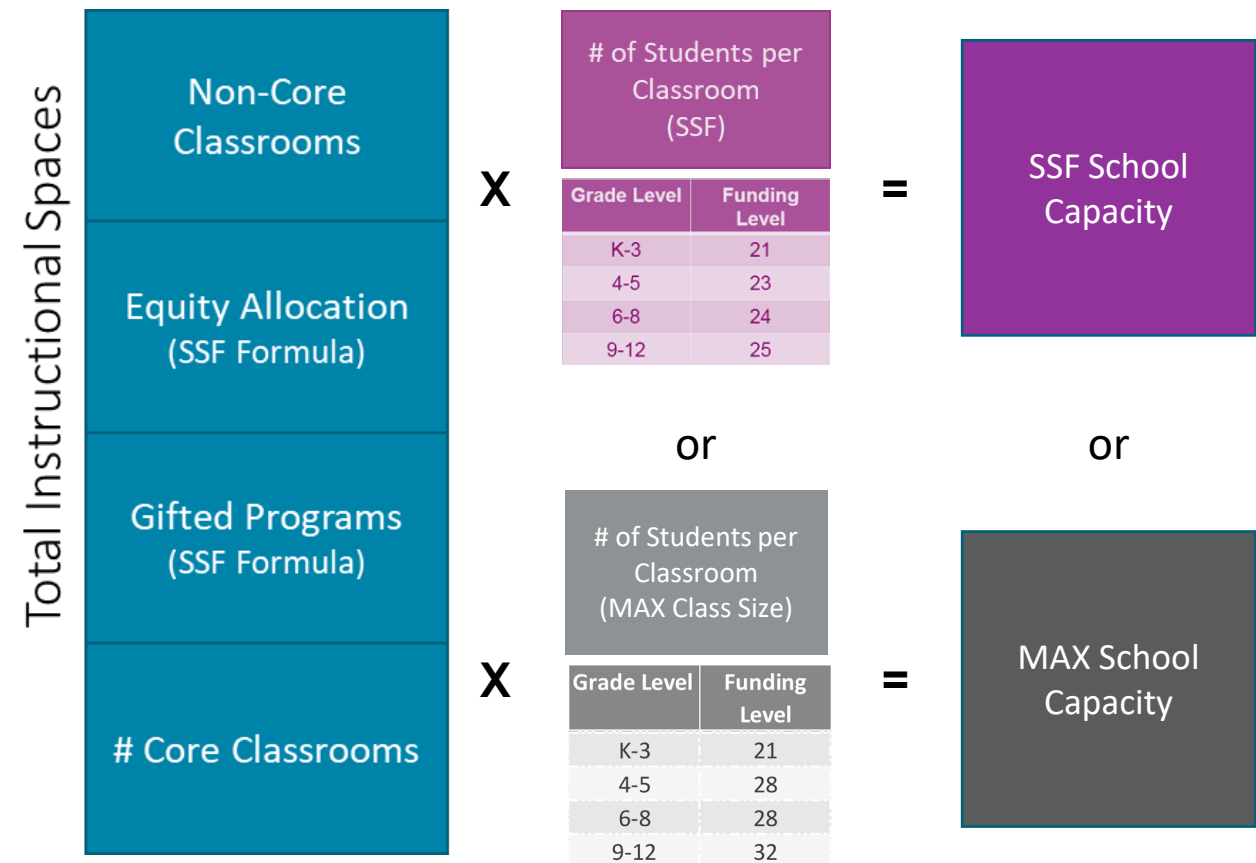 Total Instructional Spaces
Non-Core
Classrooms
Equity Allocation
(SSF Formula)
Gifted Programs
(SSF Formula)
# Core Classrooms
X
# of Students per
Classroom
(SSF)
Grade Level Funding
Level
K-3 21
4-5 23
6-8 24
9-12 25
=
SSF School
Capacity
or
or
X
# of Students per
Classroom
(MAX Class Size)
Grade Level Funding
Level
K-3 21
4-5 28
6-8 28
9-12 32
=
MAX School
Capacity